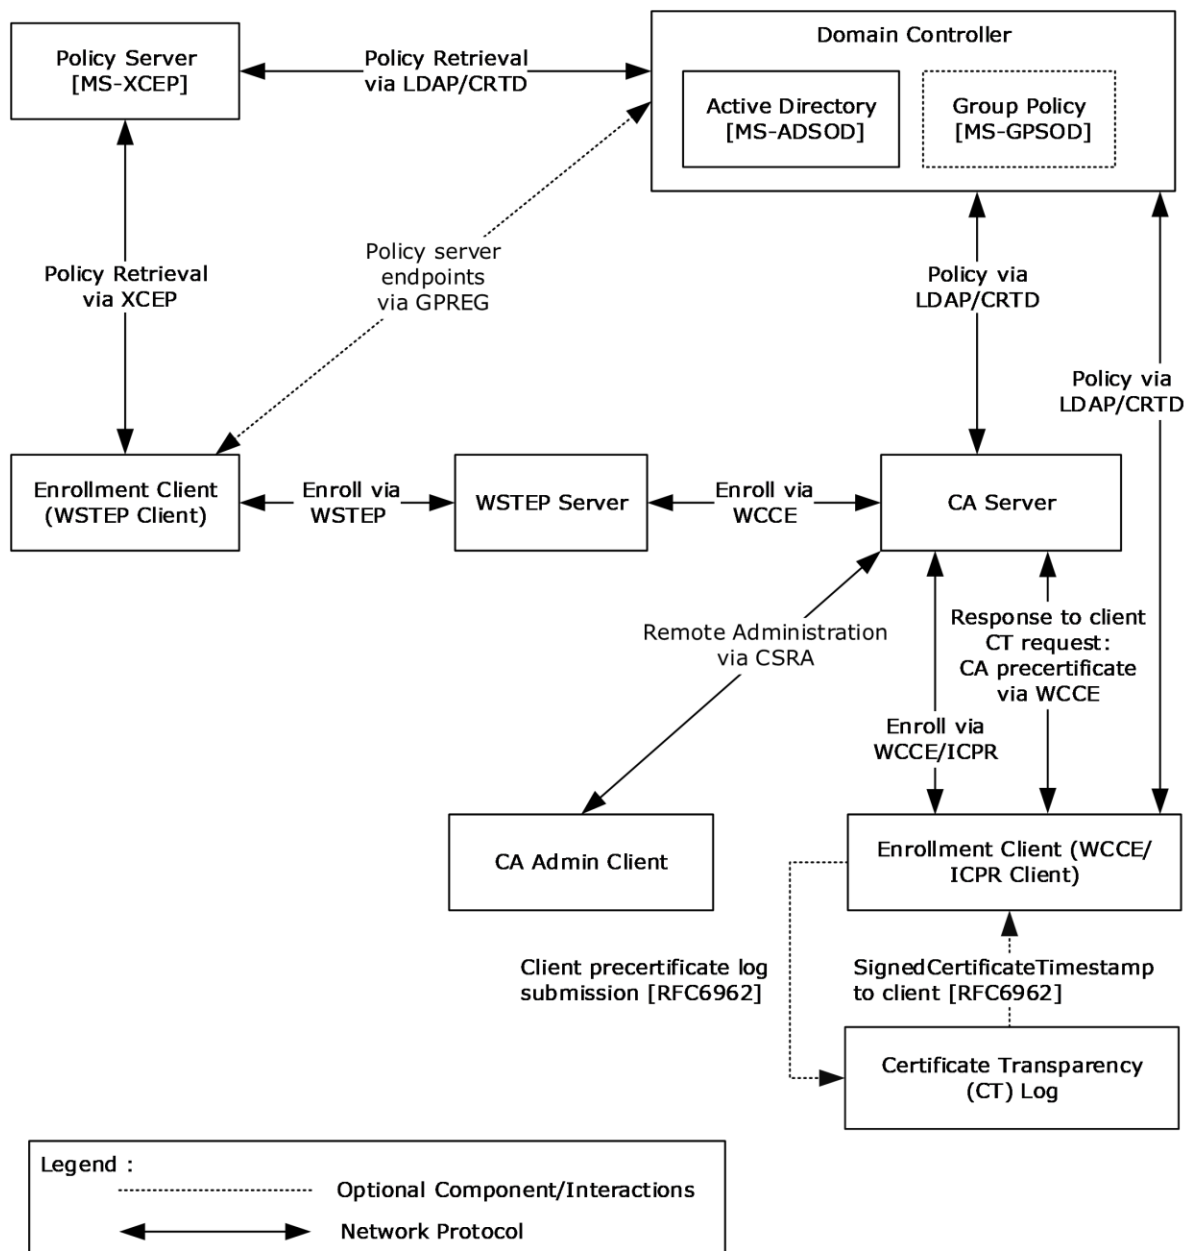 Policy Server
[MS-XCEP]
Policy Retrieval
via LDAP/CRTD
Domain Controller
Active Directory
[MS-ADSOD]
Group Policy
[MS-GPSOD]
Policy Retrieval
via XCEP
Policy server
endpoints
via GPREG
Policy via
LDAP/CRTD
Policy via
LDAP/CRTD
Enrollment Client
(WSTEP Client)
Enroll via
WSTEP
WSTEP Server
Enroll via
WCCE
CA Server
Remote Administration
via CSRA
Response to client
CT request:
CA precertificate
via WCCE
Enroll via
WCCE/ICPR
CA Admin Client
Enrollment Client (WCCE/
ICPR Client)
Client precertificate log
submission [RFC6962]
SignedCertificateTimestamp
to client [RFC6962]
Certificate Transparency
(CT) Log
Legend :
Optional Component/Interactions
Network Protocol